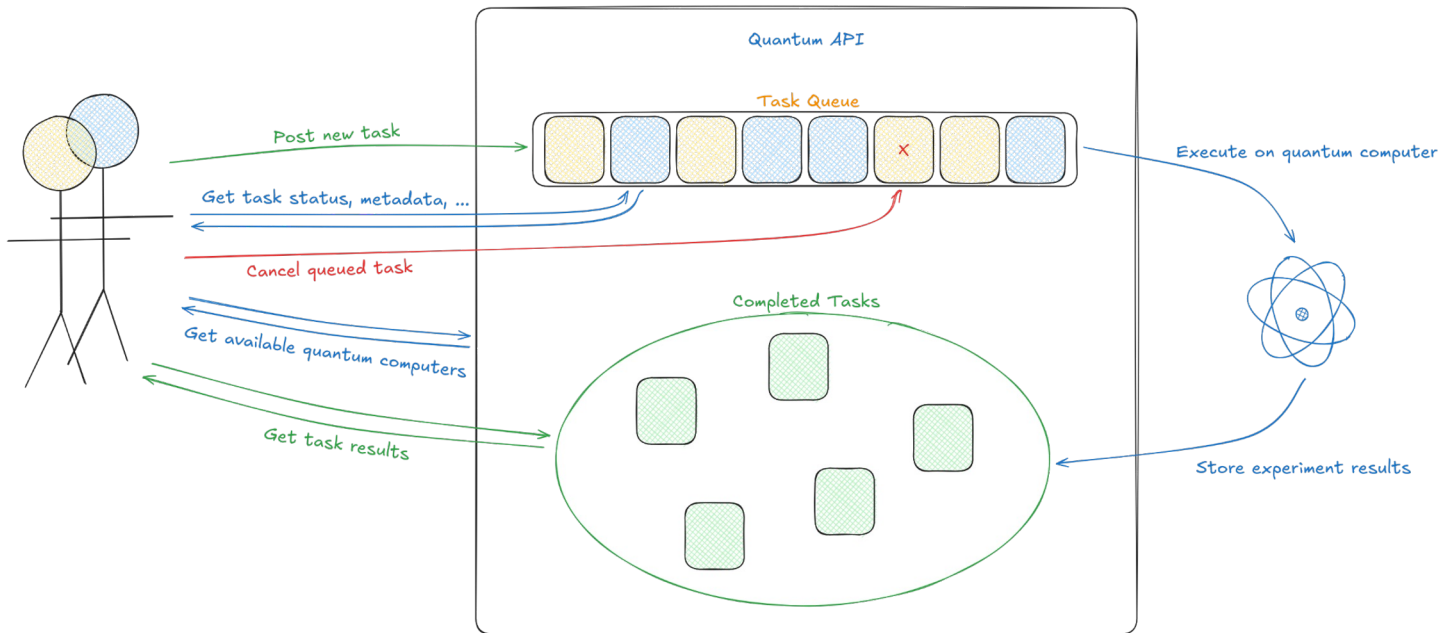 Quantum API
Task Queue
Post new task
Execute on quantum computer
x
Get task status, metadata, ...
Cancel queued task
Completed Tasks
Get available quantum computers
Get task results
Store experiment results